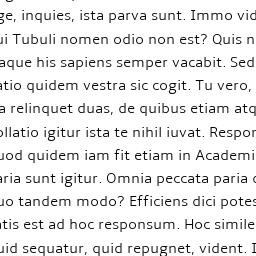 ge, inquies, ista parva sunt. Immo vid
ui Tubuli nomen odio non est? Quis n
aque his sapiens semper vacabit. Sed
atio quidem vestra sic cogit. Tu vero,
a relinquet duas, de quibus etiam atq
ollatio igitur ista te nihil iuvat. Respor
uod quidem iam fit etiam in Academi
aria sunt igitur. Omnia peccata paria c
uo tandem modo? Efficiens dici potes
atis est ad hoc responsum. Hoc simile
uid sequatur, quid repugnet, vident. I